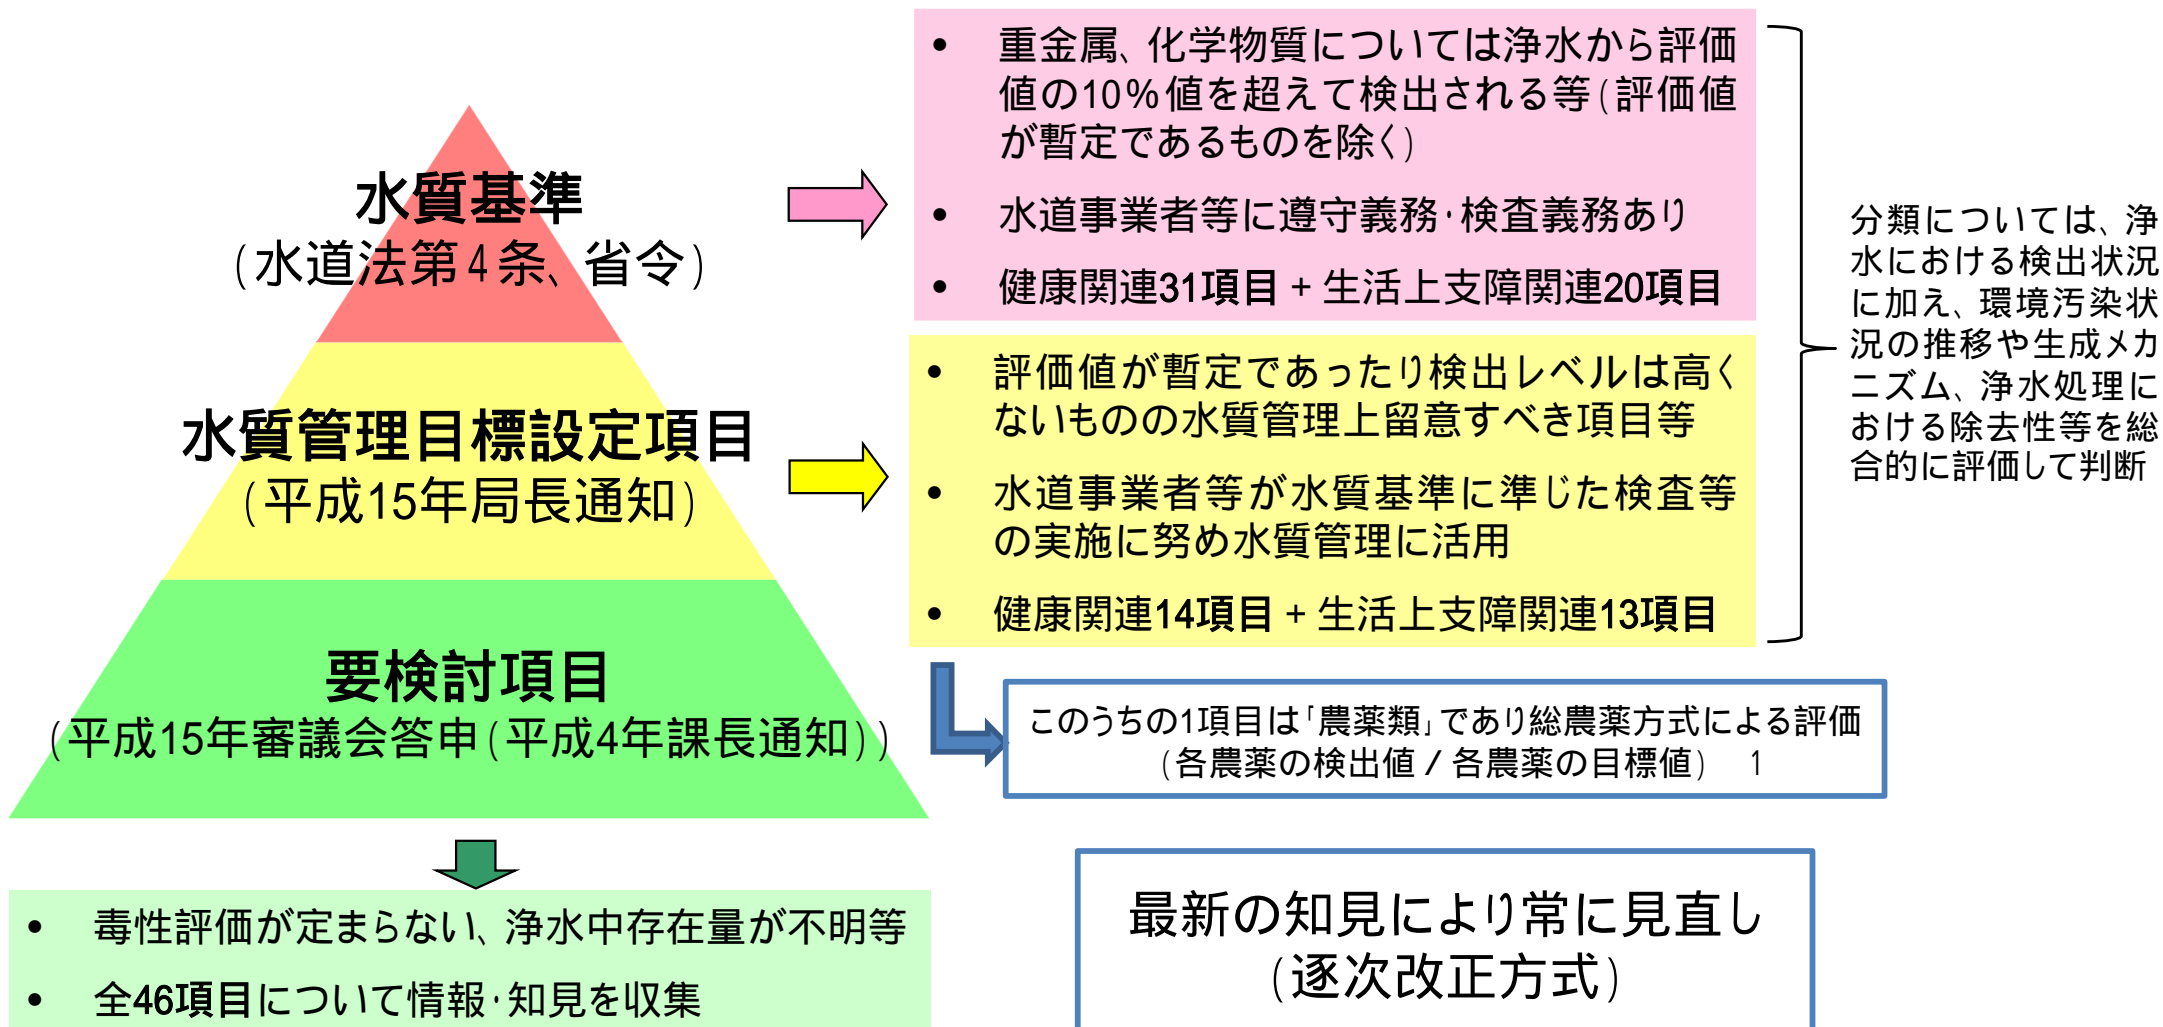 水質基準
(水道法第4条、省令)
• 重金属、化学物質については浄水から評価
値の10%値を超えて検出される等(評価値
が暫定であるものを除く)
• 水道事業者等に遵守義務・検査義務あり
• 健康関連31項目 + 生活上支障関連20項目
水質管理目標設定項目
(平成15年局長通知)
• 評価値が暫定であったり検出レベルは高く
ないものの水質管理上留意すべき項目等
• 水道事業者等が水質基準に準じた検査等
の実施に努め水質管理に活用
• 健康関連14項目 + 生活上支障関連13項目
分類については、浄
水における検出状況
に加え、環境汚染状
況の推移や生成メカ
ニズム、浄水処理に
おける除去性等を総
合的に評価して判断
このうちの1項目は「農薬類」であり総農薬方式による評価
(各農薬の検出値 / 各農薬の目標値) 1
要検討項目
(平成15年審議会答申(平成4年課長通知))
• 毒性評価が定まらない、浄水中存在量が不明等
• 全46項目について情報・知見を収集
最新の知見により常に見直し
(逐次改正方式)